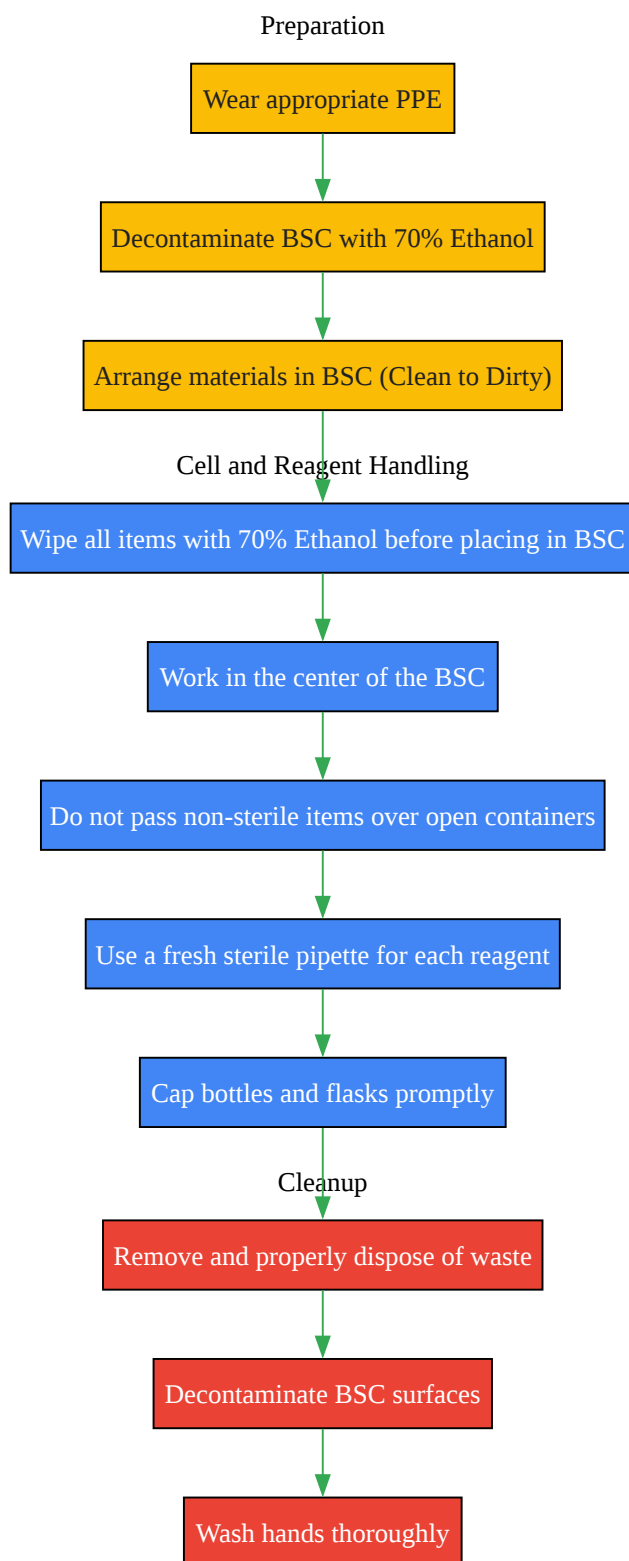 Preparation
Wear appropriate PPE
Decontaminate BSC with 70% Ethanol
Arrange materials in BSC (Clean to Dirty)
Cell and Reagent Handling
Wipe all items with 70% Ethanol before placing in BSC
Work in the center of the BSC
Do not pass non-sterile items over open containers
Use a fresh sterile pipette for each reagent
Cap bottles and flasks promptly
Cleanup
Remove and properly dispose of waste
Decontaminate BSC surfaces
Wash hands thoroughly